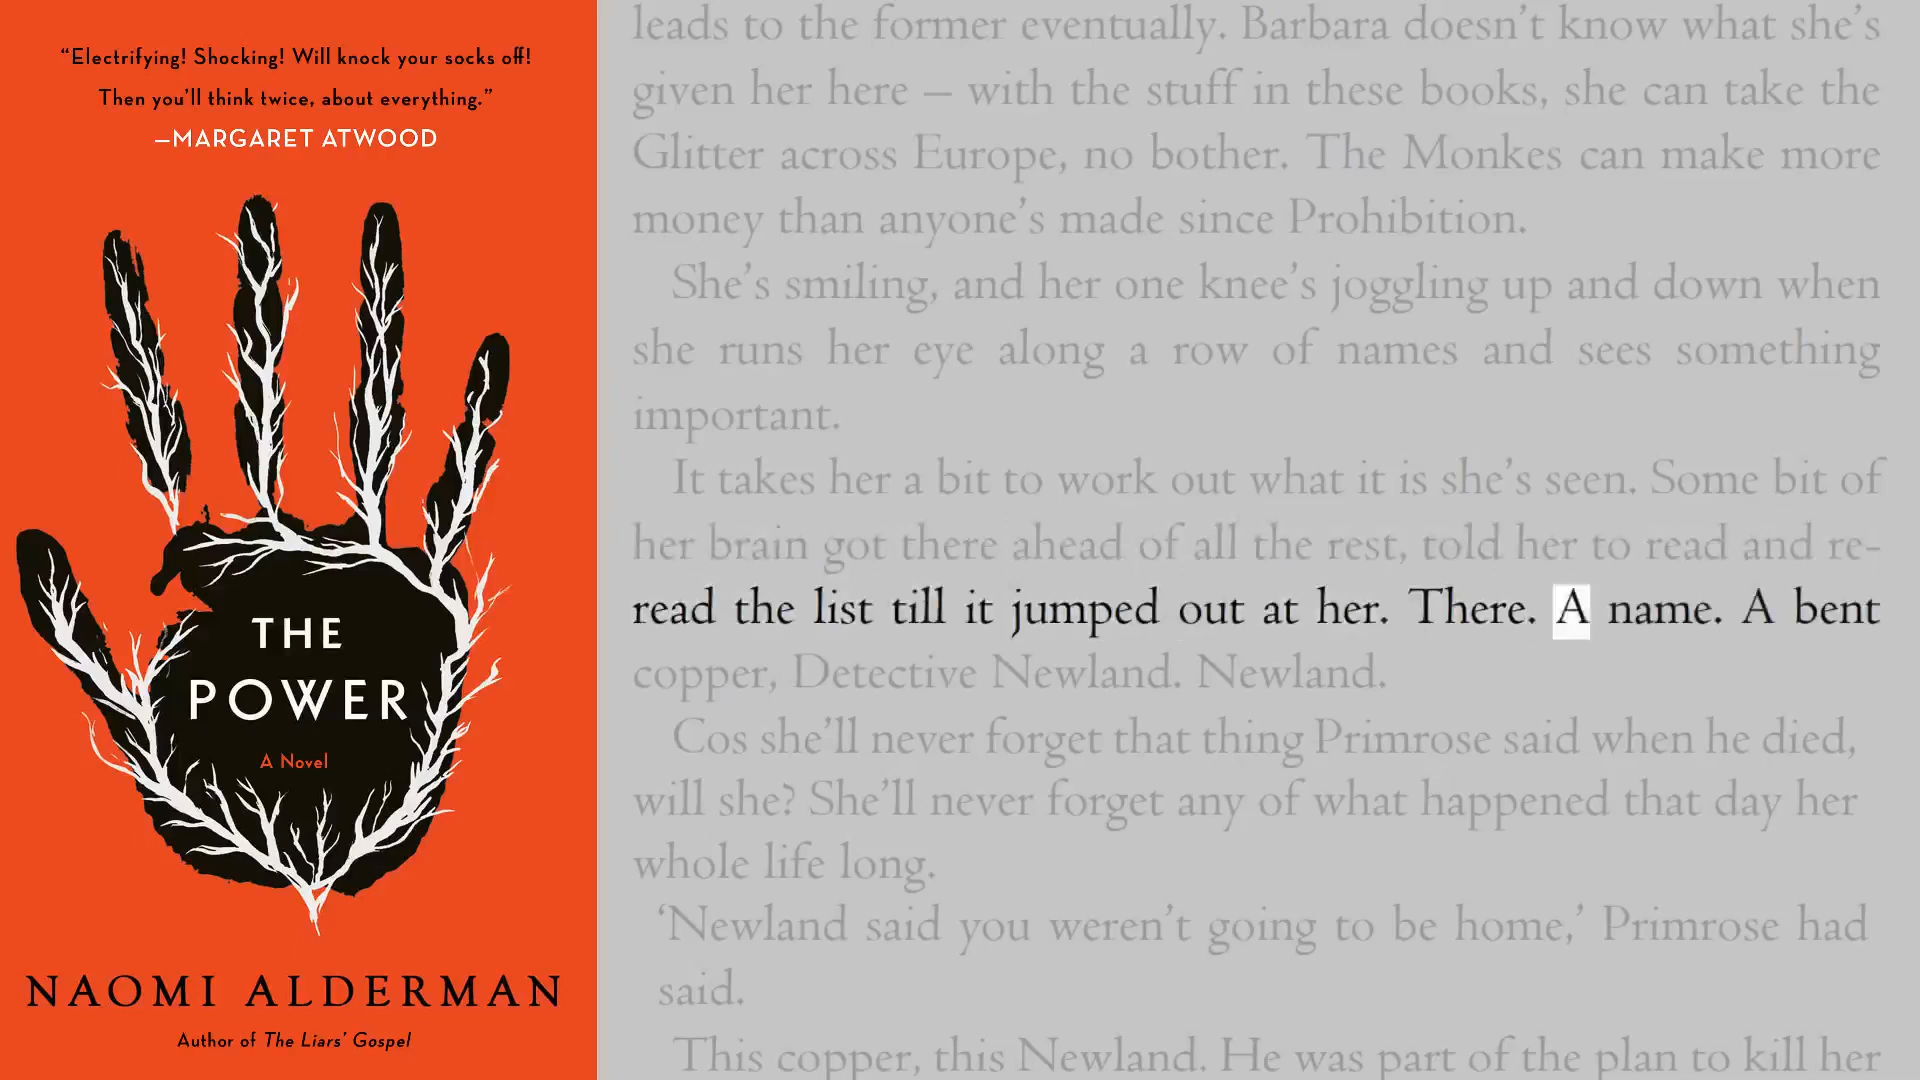 “Electrifying! Shocking! Will knock your socks off!
Then you’ll think twice, about everything.”
—MARGARET ATWOOD
THE
POWER
A Novel
NAOMI ALDERMAN
Author of The Liars’ Gospel
leads to the former eventually. Barbara doesn’t know what she’s
given her here – with the stuff in these books, she can take the
Glitter across Europe, no bother. The Monkes can make more
money than anyone’s made since Prohibition.
She’s smiling, and her one knee’s joggling up and down when
she runs her eye along a row of names and sees something
important.
It takes her a bit to work out what it is she’s seen. Some bit of
her brain got there ahead of all the rest, told her to read and re-
read the list till it jumped out at her. There. A name. A bent
copper, Detective Newland. Newland.
Cos she’ll never forget that thing Primrose said when he died,
will she? She’ll never forget any of what happened that day her
whole life long.
‘Newland said you weren’t going to be home,’ Primrose had
said.
This copper, this Newland. He was part of the plan to kill her